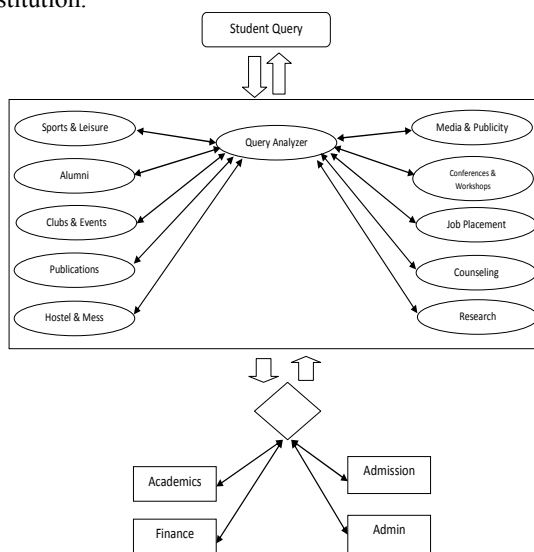 stitution.
Student Query
Sports & Leisure
Query Analyzer
Media & Publicity
Alumni
Conferences &
Workshops
Clubs & Events
Job Placement
Publications
Counseling
Hostel & Mess
Research
Academics
Admission
Finance
Admin